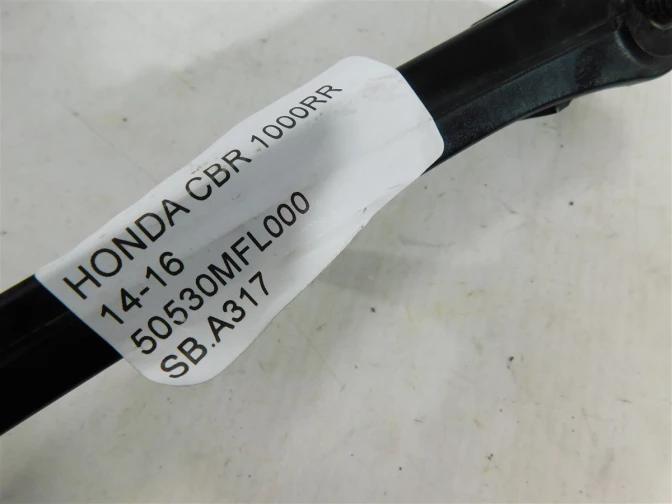 HONDA CBR 1000RR
14-16
50530MFL000
SB.A317